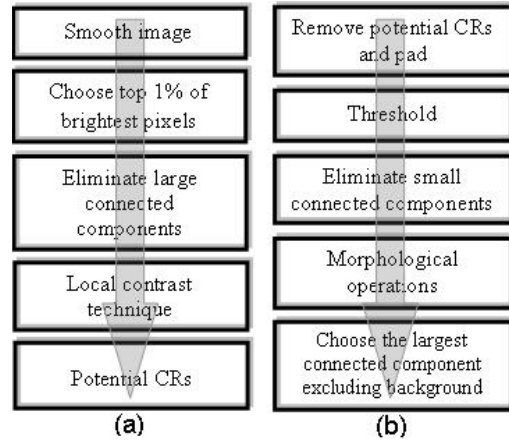 Smooth image
Choose top 1% of
brightest pixels
Eliminate large
connected
components
Local contrast
technique
Potential CRs
(a)
Remove potential CRs
and pad
Threshold
Eliminate small
connected components
Morphological
operations
Choose the largest
connected component
excluding background
(b)